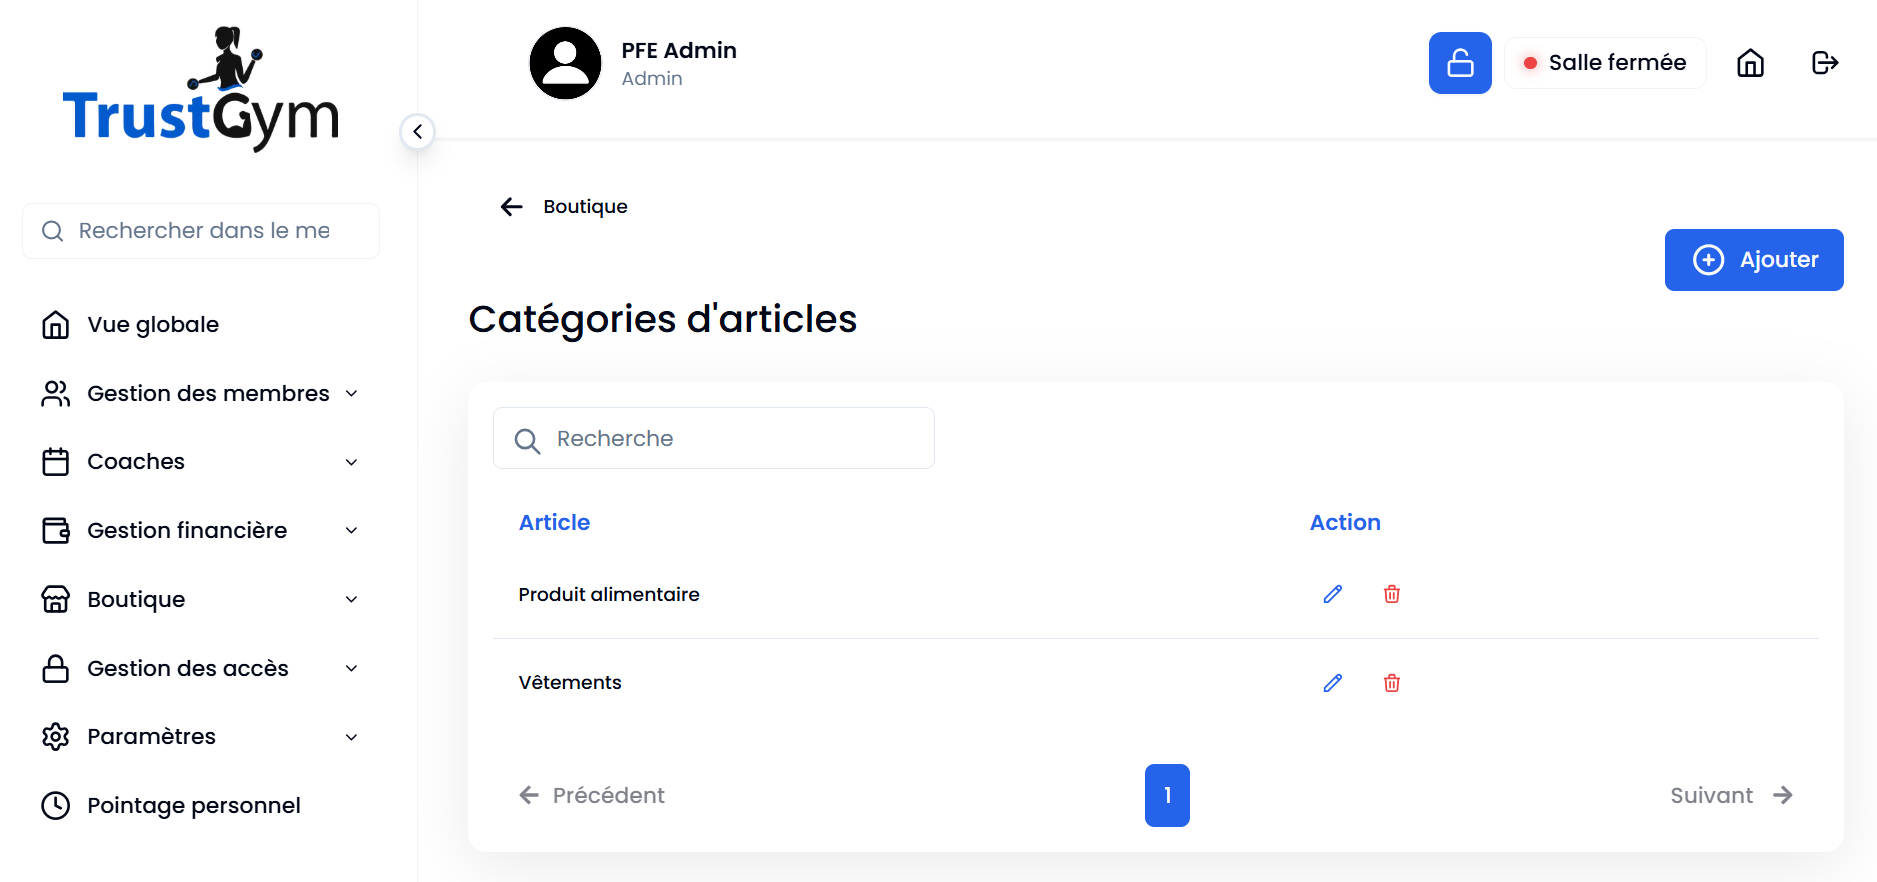 TrustGym
PFE Admin
Admin
Salle fermée
Rechercher dans le me
Boutique
Ajouter
Vue globale
Catégories d'articles
Gestion des membres
Recherche
Coaches
Article Action
Gestion financière
Produit alimentaire
Boutique
Gestion des accès
Vêtements
Paramètres
Précédent 1 Suivant
Pointage personnel